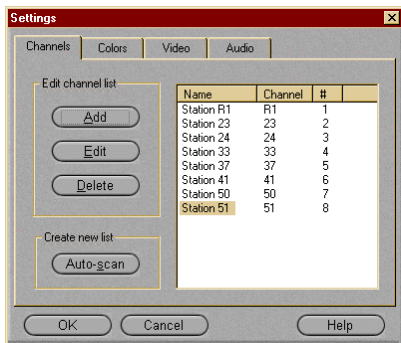 Settings
Channels Colors Video Audio
Edit channel list
Add
Edit
Delete
Create new list
Auto-scan
Name Channel #
Station R1 R1 1
Station 23 23 2
Station 24 24 3
Station 33 33 4
Station 37 37 5
Station 41 41 6
Station 50 50 7
Station 51 51 8
OK Cancel Help